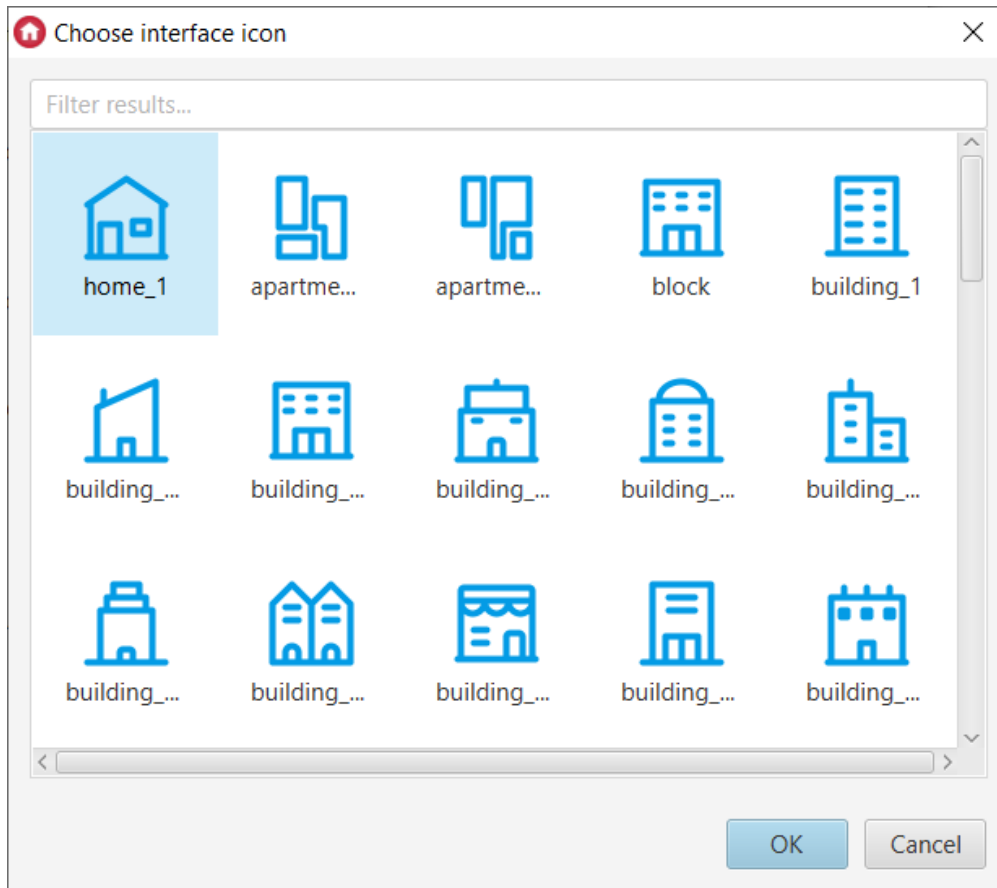 Choose interface icon
Filter results...
home_1
apartme...
apartme...
block
building_1
building_...
building_...
building_...
building_...
building_...
building_...
building_...
building_...
building_...
building_...
OK
Cancel